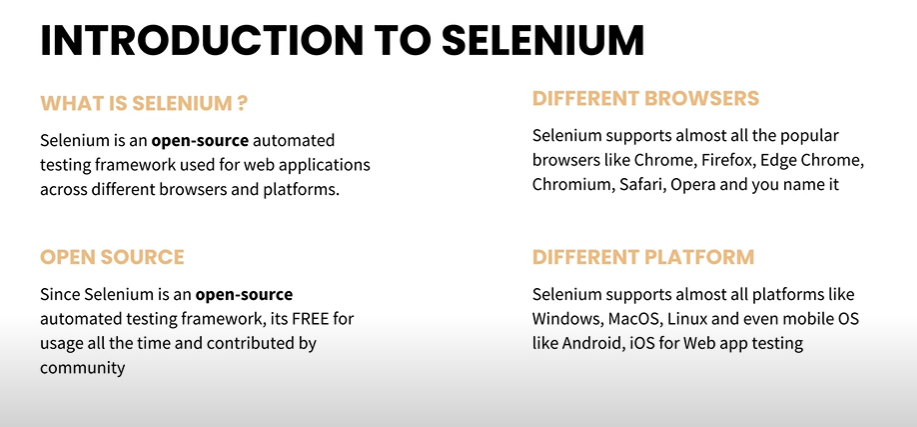 INTRODUCTION TO SELENIUM
WHAT IS SELENIUM ?
Selenium is an open-source automated
testing framework used for web applications
across different browsers and platforms.
OPEN SOURCE
Since Selenium is an open-source
automated testing framework, its FREE for
usage all the time and contributed by
community
DIFFERENT BROWSERS
Selenium supports almost all the popular
browsers like Chrome, Firefox, Edge Chrome,
Chromium, Safari, Opera and you name it
DIFFERENT PLATFORM
Selenium supports almost all platforms like
Windows, MacOS, Linux and even mobile OS
like Android, iOS for Web app testing